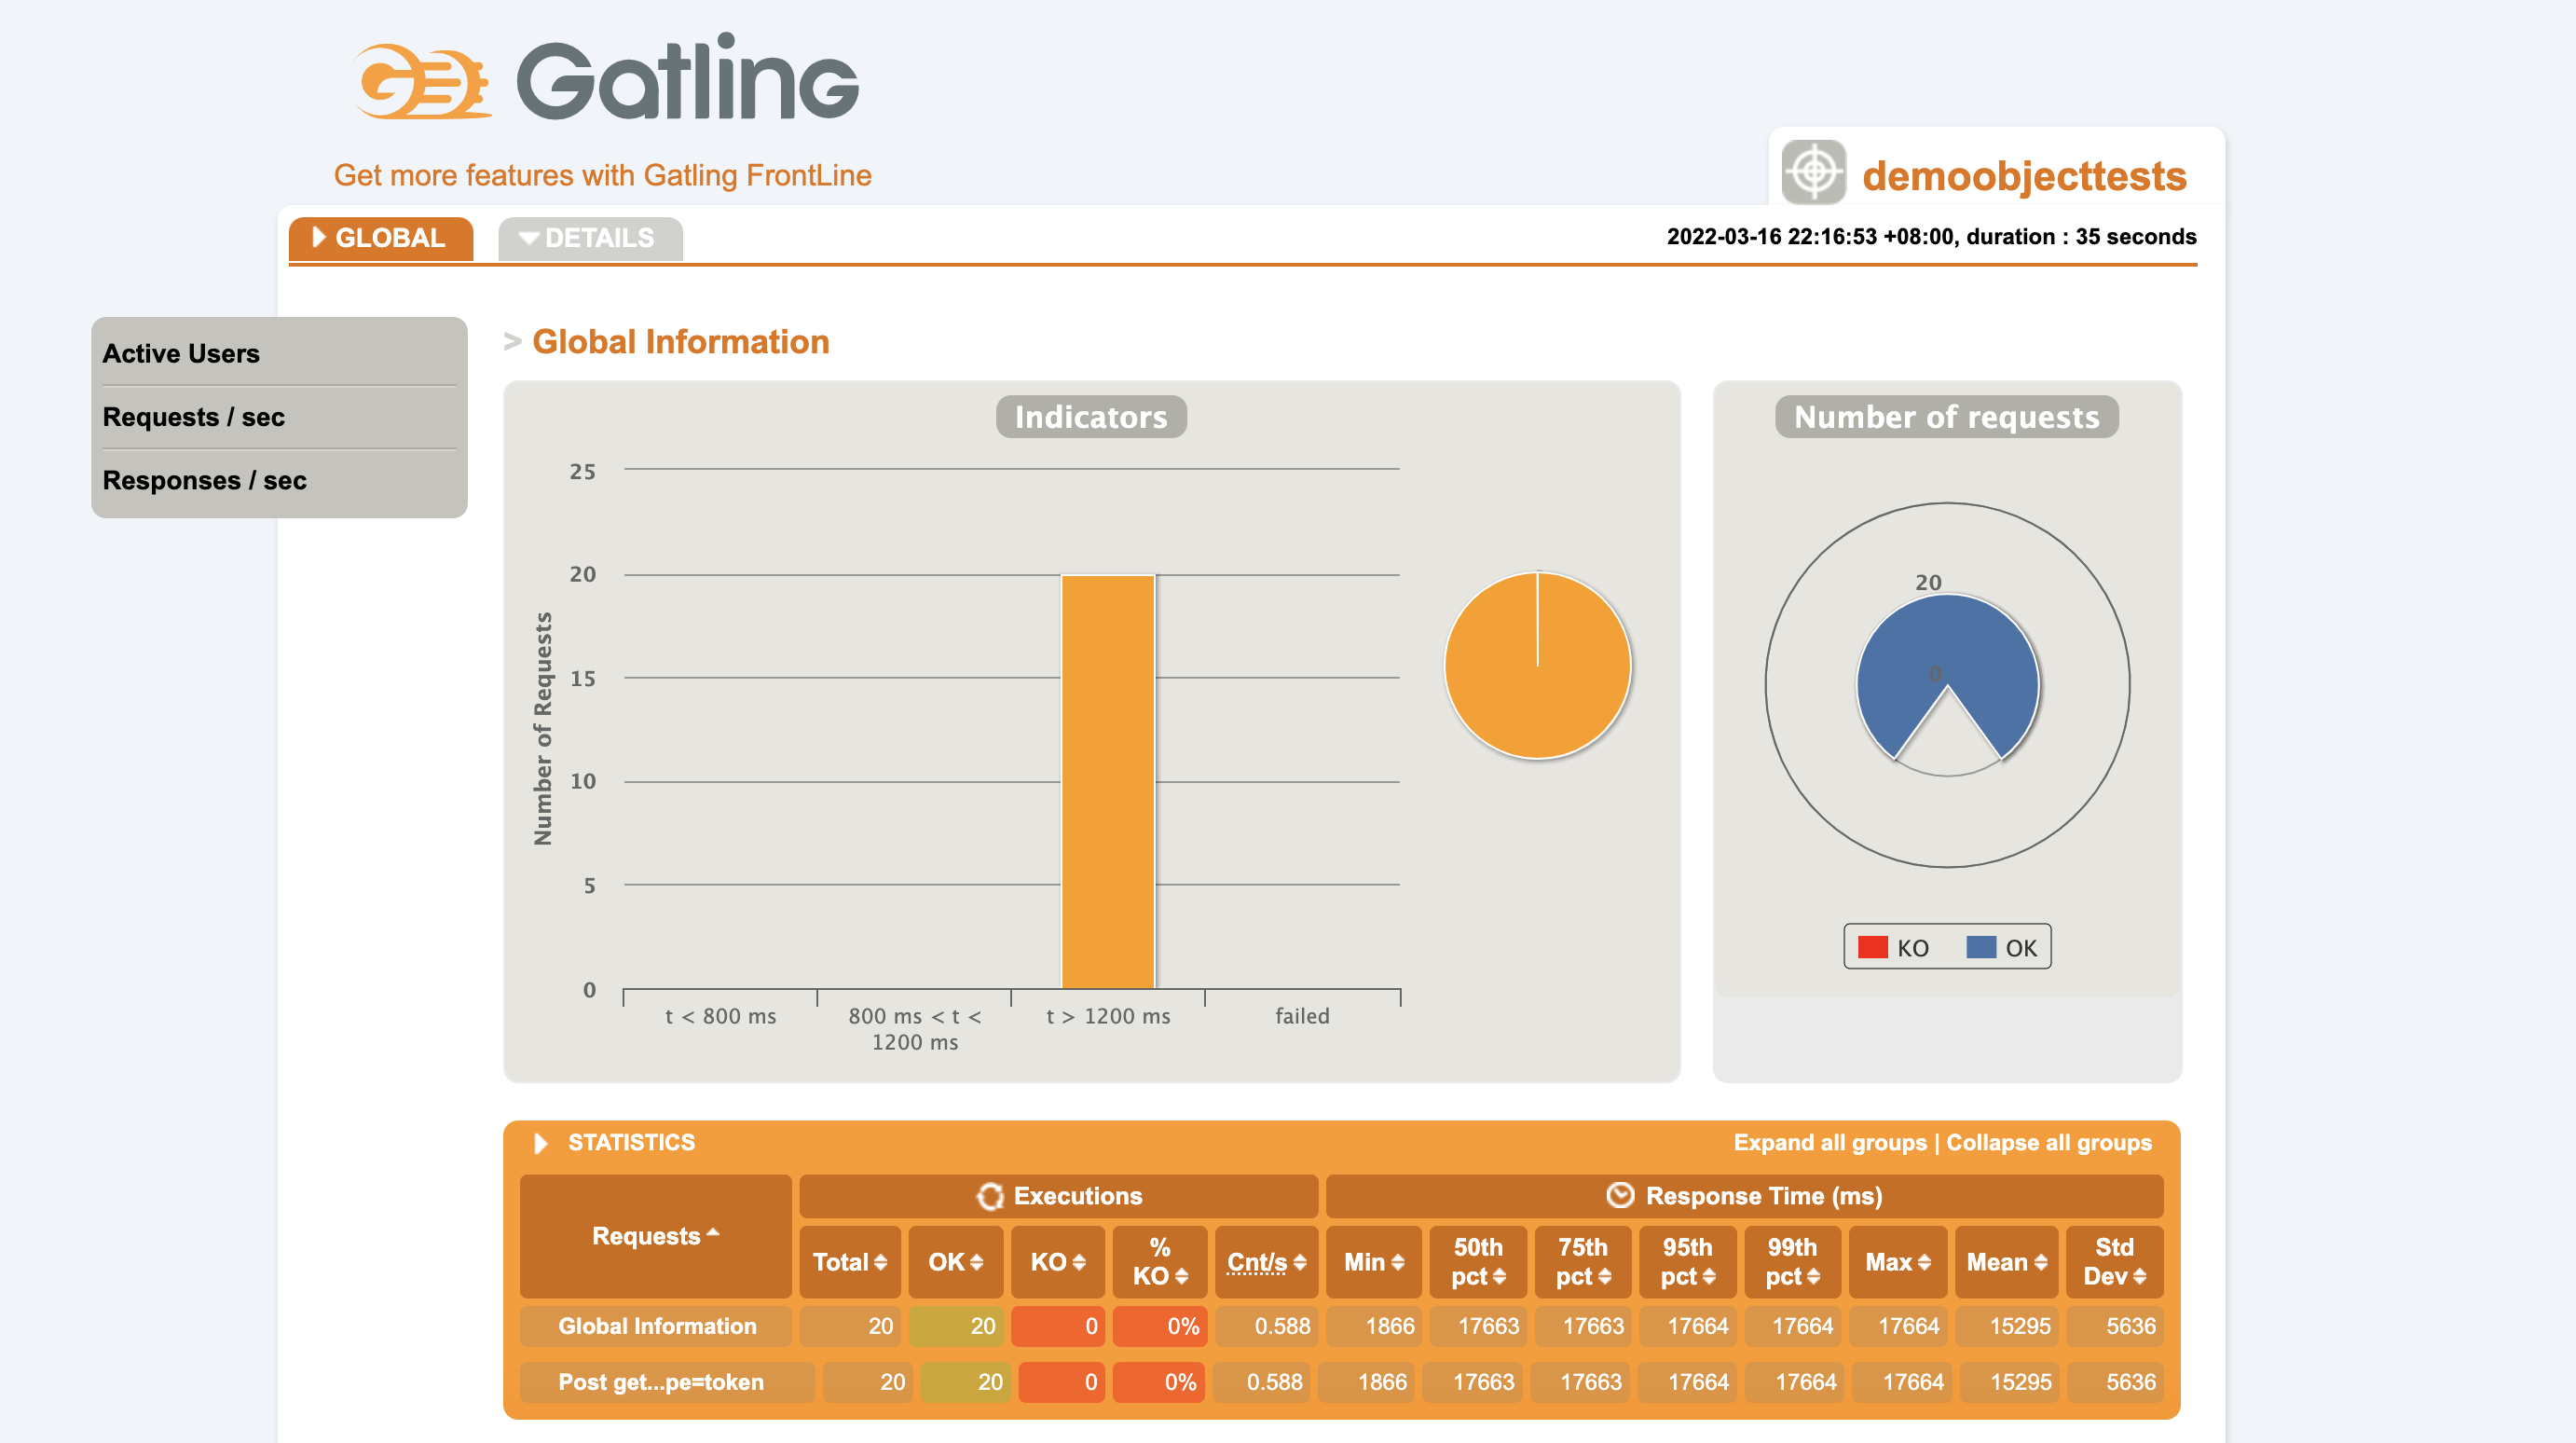 Gatling
Get more features with Gatling FrontLine
demoobjecttests
GLOBAL
DETAILS
2022-03-16 22:16:53 +08:00, duration : 35 seconds
Active Users
Requests / sec
Responses / sec
> Global Information
Indicators
Number of Requests
25
20
15
10
5
0
t < 800 ms
800 ms < t <
1200 ms
t > 1200 ms
failed
Number of requests
20
0
KO OK
STATISTICS
Expand all groups | Collapse all groups
Requests
Executions
Response Time (ms)
Total OK KO % KO Cnt/s Min 50th pct 75th pct 95th pct 99th pct Max Mean Std Dev
Global Information 20 20 0 0% 0.588 1866 17663 17663 17664 17664 17664 15295 5636
Post get...pe=token 20 20 0 0% 0.588 1866 17663 17663 17664 17664 17664 15295 5636